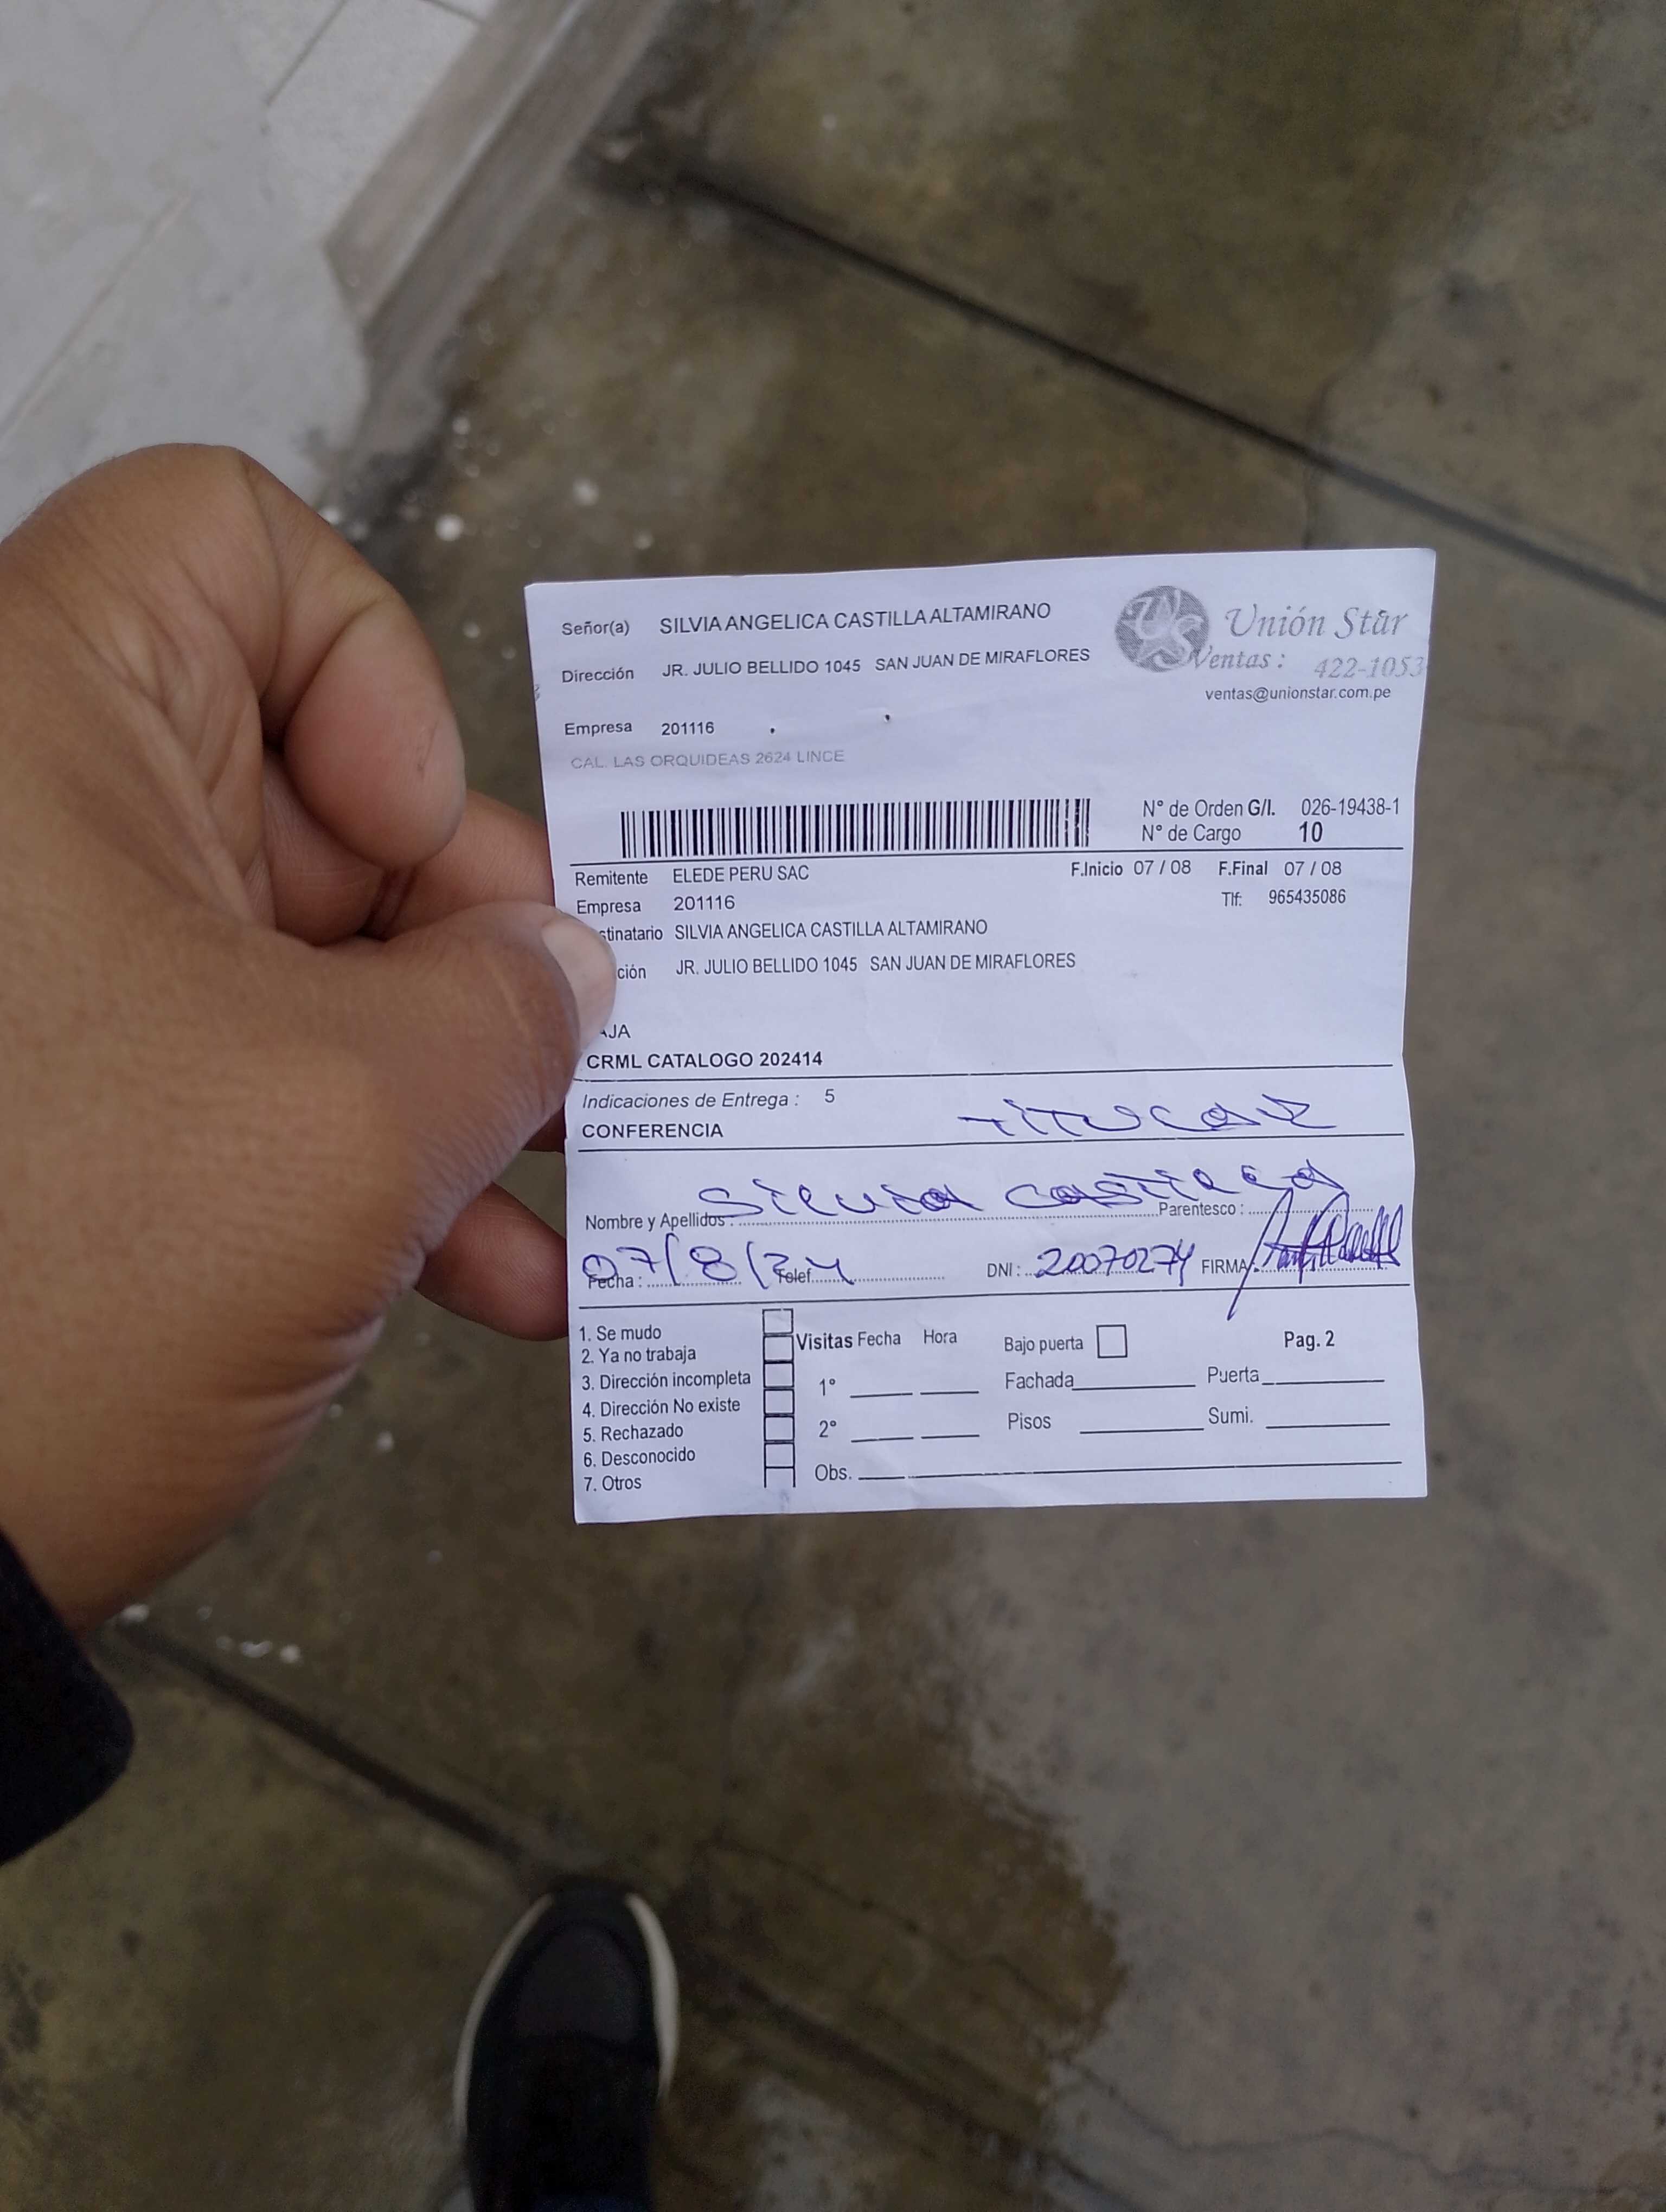 Señor(a) SILVIA ANGELICA CASTILLA ALTAMIRANO
Unión Star
Dirección JR. JULIO BELLIDO 1045 SAN JUAN DE MIRAFLORES
Ventas : 422-1053
ventas@unionstar.com.pe
Empresa 201116
CAL. LAS ORQUIDEAS 2624 LINCE
N° de Orden G/I. 026-19438-1
N° de Cargo 10
Remitente ELEDE PERU SAC F.Inicio 07 / 08 F.Final 07 / 08
Empresa 201116 Tlf: 965435086
stinatario SILVIA ANGELICA CASTILLA ALTAMIRANO
ción JR. JULIO BELLIDO 1045 SAN JUAN DE MIRAFLORES
AJA
CRML CATALOGO 202414
Indicaciones de Entrega : 5
CONFERENCIA TITULAR
Silvia Castilla
Nombre y Apellidos : Parentesco :
Fecha : 07/8/24 Telef. DNI : 20070274 FIRMA :
1. Se mudo
2. Ya no trabaja
3. Dirección incompleta
4. Dirección No existe
5. Rechazado
6. Desconocido
7. Otros
Visitas Fecha Hora
1°
2°
Obs.
Bajo puerta Pag. 2
Fachada Puerta
Pisos Sumi.